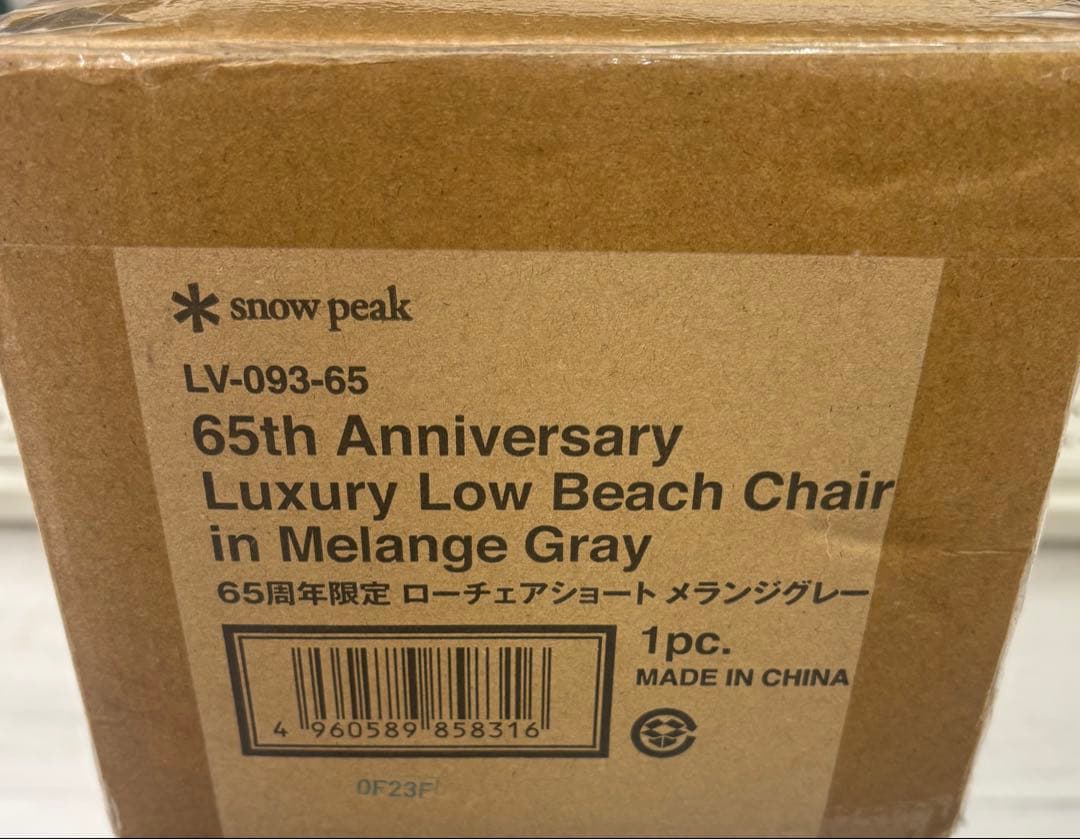 snow peak
LV-093-65
65th Anniversary
Luxury Low Beach Chair
in Melange Gray
65周年限定 ローチェアショート メランジグレー
1pc.
MADE IN CHINA
4 960589 858316
0F23F